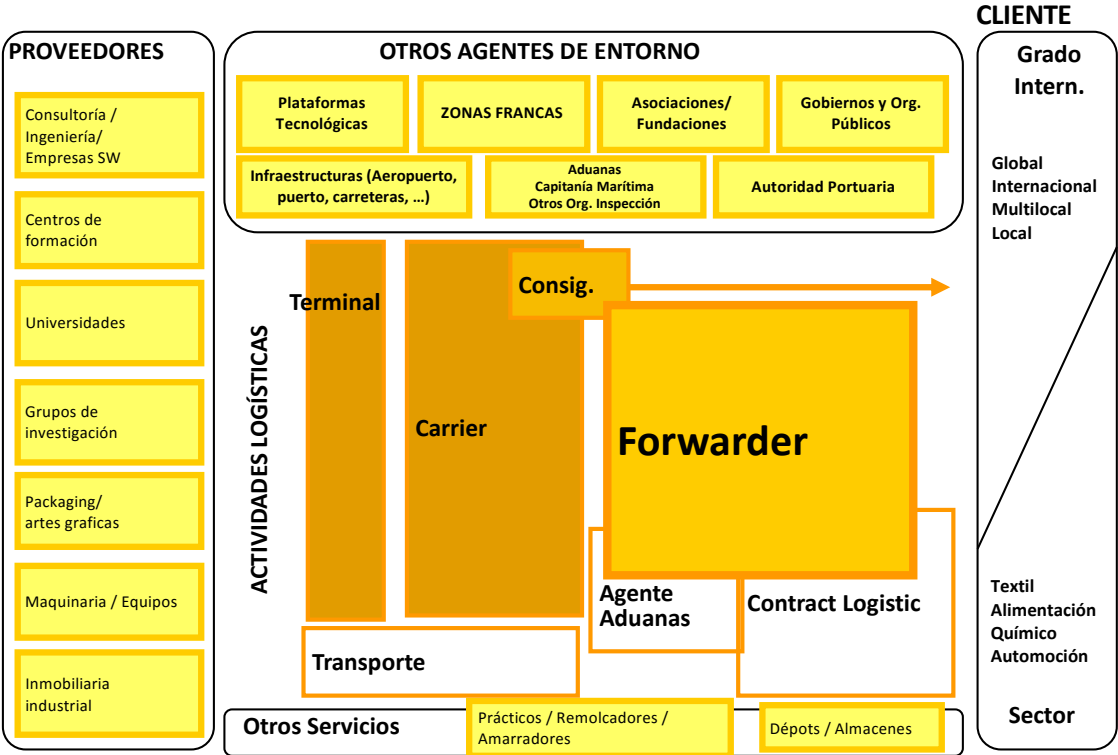 CLIENTE
PROVEEDORES
Consultoría /
Ingeniería/
Empresas SW
Centros de
formación
Universidades
Grupos de
investigación
Packaging/
artes graficas
Maquinaria / Equipos
Inmobiliaria
industrial
OTROS AGENTES DE ENTORNO
Plataformas
Tecnológicas
ZONAS FRANCAS
Asociaciones/
Fundaciones
Gobiernos y Org.
Públicos
Infraestructuras (Aeropuerto,
puerto, carreteras, …)
Aduanas
Capitanía Marítima
Otros Org. Inspección
Autoridad Portuaria
ACTIVIDADES LOGÍSTICAS
Terminal
Carrier
Consig.
Forwarder
Agente
Aduanas
Contract Logistic
Transporte
Otros Servicios
Prácticos / Remolcadores /
Amarradores
Dépots / Almacenes
Grado
Intern.
Global
Internacional
Multilocal
Local
Textil
Alimentación
Químico
Automoción
Sector